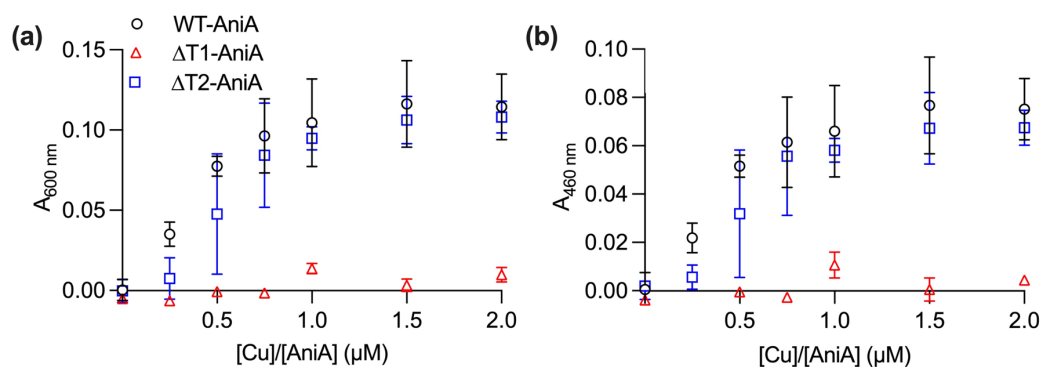 (a)
WT-AniA
ΔT1-AniA
ΔT2-AniA
0.15
0.10
0.05
0.00
A600 nm
0.5 1.0 1.5 2.0
[Cu]/[AniA] (μM)
(b)
0.10
0.08
0.06
0.04
0.02
0.00
A460 nm
0.5 1.0 1.5 2.0
[Cu]/[AniA] (μM)